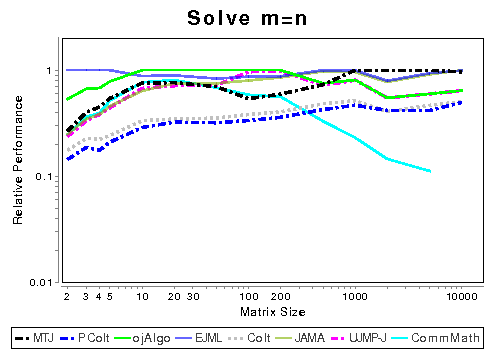 Solve m=n
Relative Performance
1
0.1
0.01
2 3 4 5 10 20 30 100 200 1000 10000
Matrix Size
MTJ PColt ojAlgo EJML Colt JAMA UJMP-J CommMath